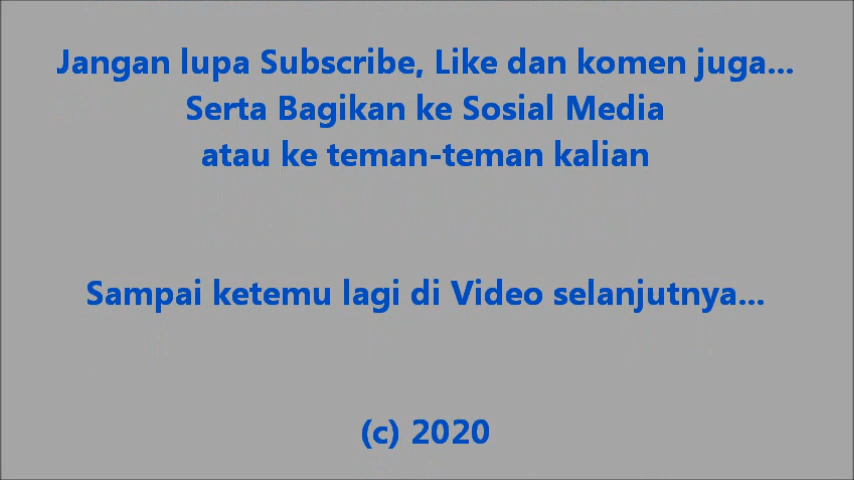 Jangan lupa Subscribe, Like dan komen juga...
Serta Bagikan ke Sosial Media
atau ke teman-teman kalian
Sampai ketemu lagi di Video selanjutnya...
(c) 2020